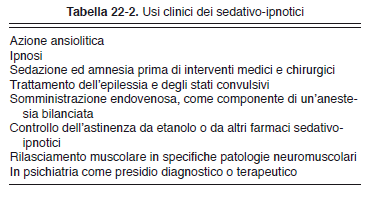 Tabella 22-2. Usi clinici dei sedativo-ipnotici
Azione ansiolitica
Ipnosi
Sedazione ed amnesia prima di interventi medici e chirurgici
Trattamento dell'epilessia e degli stati convulsivi
Somministrazione endovenosa, come componente di un'aneste-
sia bilanciata
Controllo dell'astinenza da etanolo o da altri farmaci sedativo-
ipnotici
Rilasciamento muscolare in specifiche patologie neuromuscolari
In psichiatria come presidio diagnostico o terapeutico